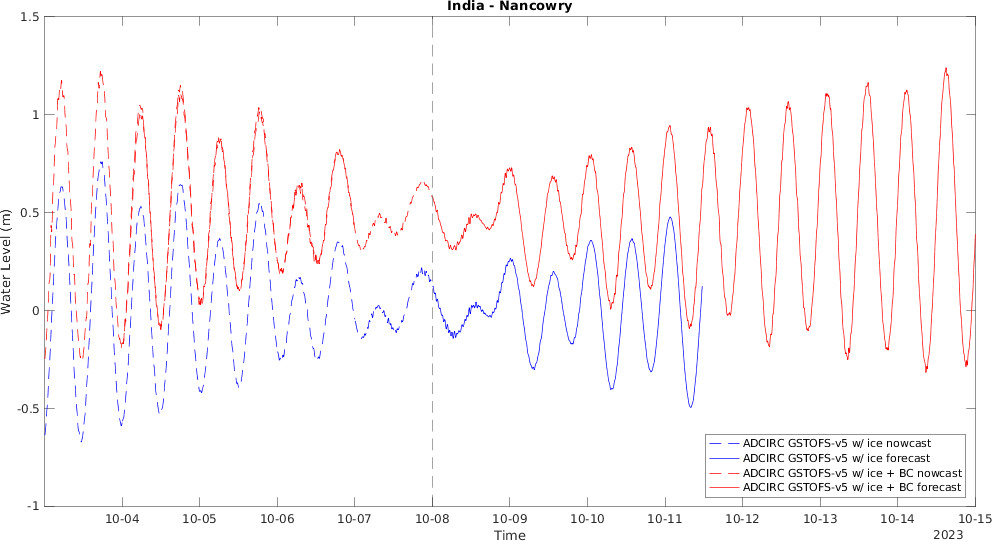 India - Nancowry
1.5
1
0.5
0
-0.5
-1
Water Level (m)
ADCIRC GSTOFS-v5 w/ ice nowcast
ADCIRC GSTOFS-v5 w/ ice forecast
ADCIRC GSTOFS-v5 w/ ice + BC nowcast
ADCIRC GSTOFS-v5 w/ ice + BC forecast
10-04 10-05 10-06 10-07 10-08 10-09 10-10 10-11 10-12 10-13 10-14 10-15
Time
2023